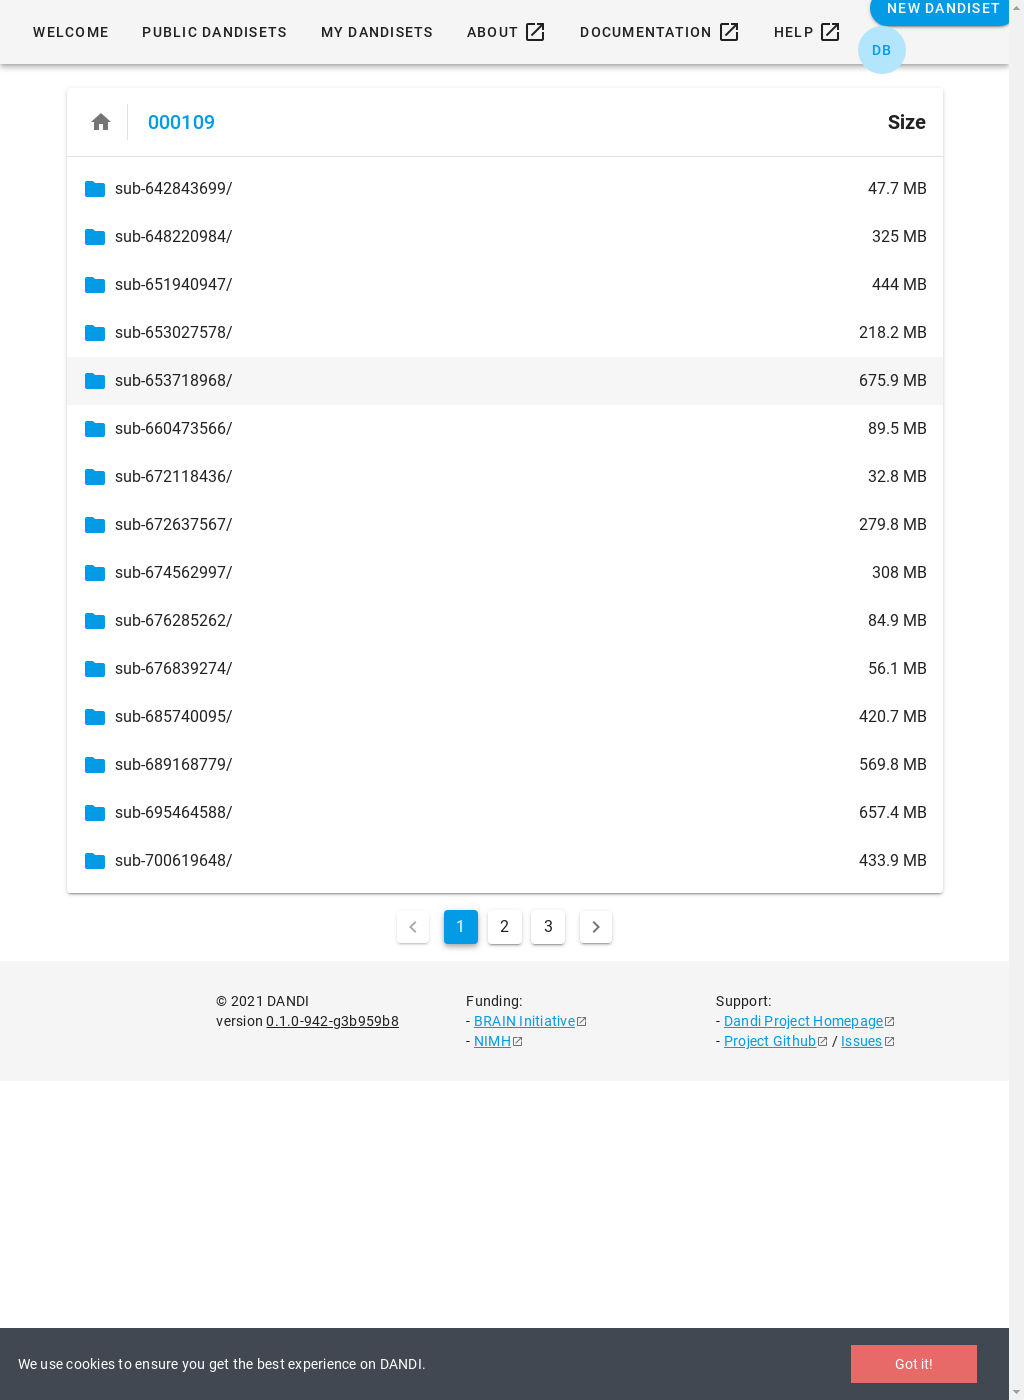 WELCOME
PUBLIC DANDISETS
MY DANDISETS
ABOUT
DOCUMENTATION
HELP
NEW DANDISET
DB
000109
Size
sub-642843699/ 47.7 MB
sub-648220984/ 325 MB
sub-651940947/ 444 MB
sub-653027578/ 218.2 MB
sub-653718968/ 675.9 MB
sub-660473566/ 89.5 MB
sub-672118436/ 32.8 MB
sub-672637567/ 279.8 MB
sub-674562997/ 308 MB
sub-676285262/ 84.9 MB
sub-676839274/ 56.1 MB
sub-685740095/ 420.7 MB
sub-689168779/ 569.8 MB
sub-695464588/ 657.4 MB
sub-700619648/ 433.9 MB
1 2 3
© 2021 DANDI
version 0.1.0-942-g3b959b8
Funding:
- BRAIN Initiative
- NIMH
Support:
- Dandi Project Homepage
- Project Github / Issues
We use cookies to ensure you get the best experience on DANDI.
Got it!